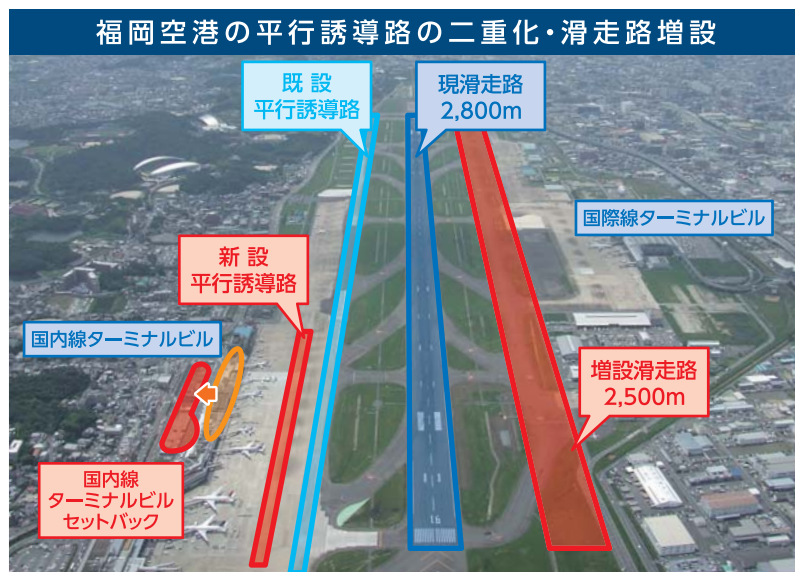 福岡空港の平行誘導路の二重化・滑走路増設
既設
平行誘導路
現滑走路
2,800m
国際線ターミナルビル
新設
平行誘導路
国内線ターミナルビル
増設滑走路
2,500m
国内線
ターミナルビル
セットバック
16